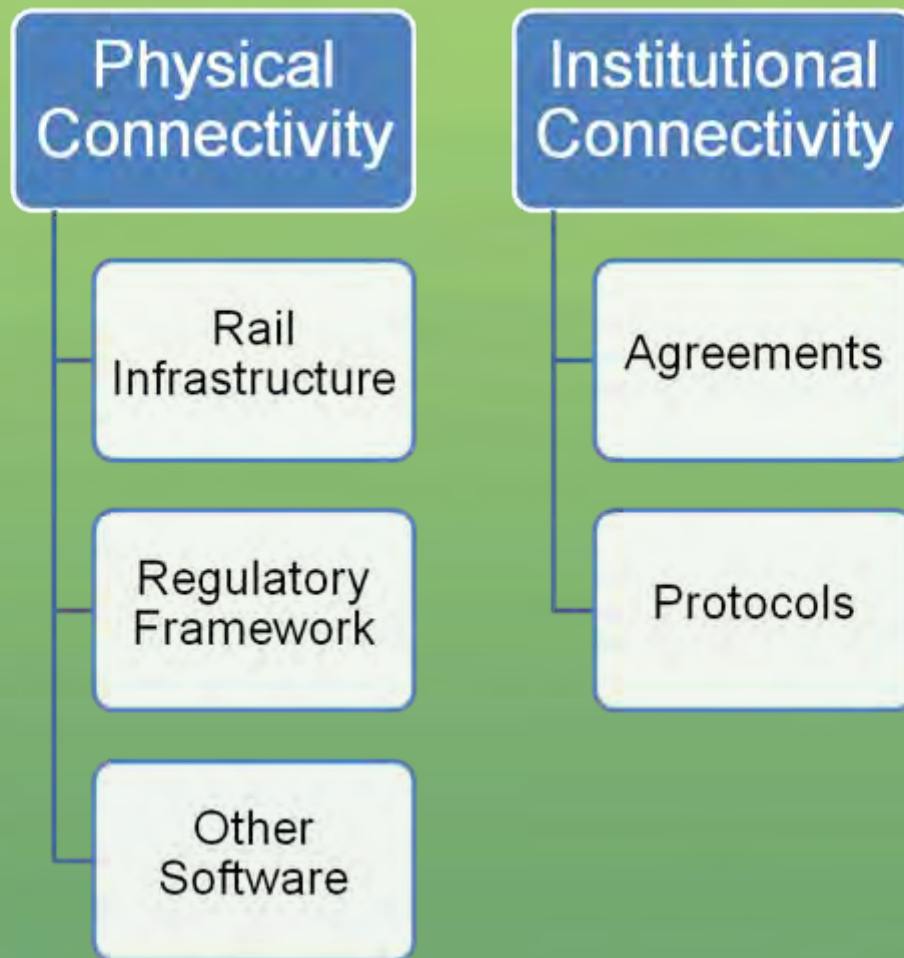 Physical
Connectivity
Rail
Infrastructure
Regulatory
Framework
Other
Software
Institutional
Connectivity
Agreements
Protocols